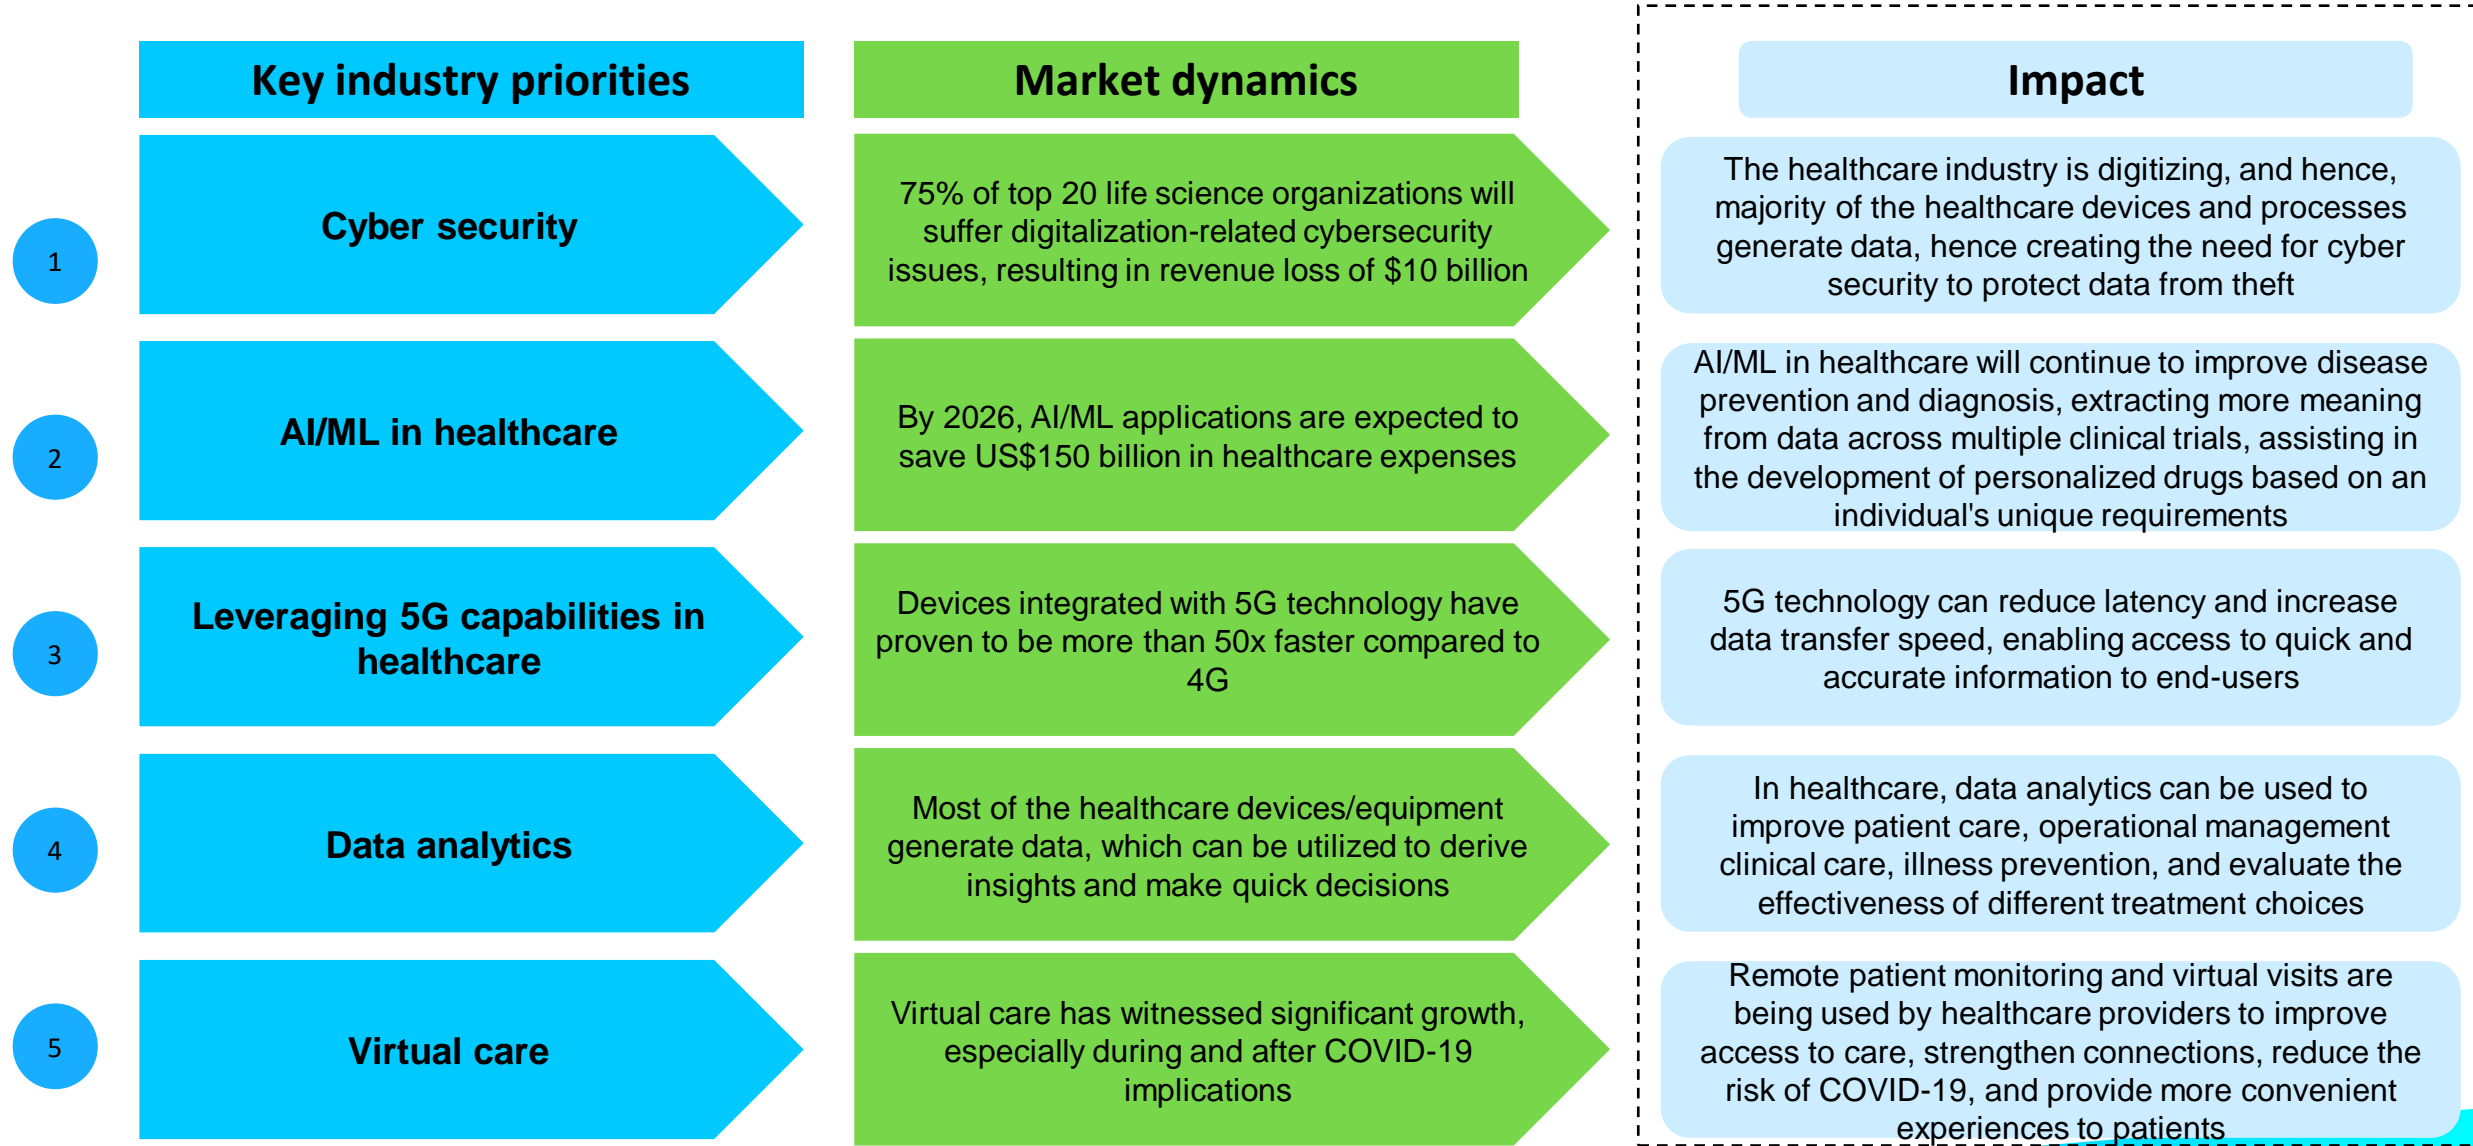 Key industry priorities
Market dynamics
Impact
1
Cyber security
75% of top 20 life science organizations will
suffer digitalization-related cybersecurity
issues, resulting in revenue loss of $10 billion
The healthcare industry is digitizing, and hence,
majority of the healthcare devices and processes
generate data, hence creating the need for cyber
security to protect data from theft
2
AI/ML in healthcare
By 2026, AI/ML applications are expected to
save US$150 billion in healthcare expenses
AI/ML in healthcare will continue to improve disease
prevention and diagnosis, extracting more meaning
from data across multiple clinical trials, assisting in
the development of personalized drugs based on an
individual's unique requirements
3
Leveraging 5G capabilities in
healthcare
Devices integrated with 5G technology have
proven to be more than 50x faster compared to
4G
5G technology can reduce latency and increase
data transfer speed, enabling access to quick and
accurate information to end-users
4
Data analytics
Most of the healthcare devices/equipment
generate data, which can be utilized to derive
insights and make quick decisions
In healthcare, data analytics can be used to
improve patient care, operational management
clinical care, illness prevention, and evaluate the
effectiveness of different treatment choices
5
Virtual care
Virtual care has witnessed significant growth,
especially during and after COVID-19
implications
Remote patient monitoring and virtual visits are
being used by healthcare providers to improve
access to care, strengthen connections, reduce the
risk of COVID-19, and provide more convenient
experiences to patients